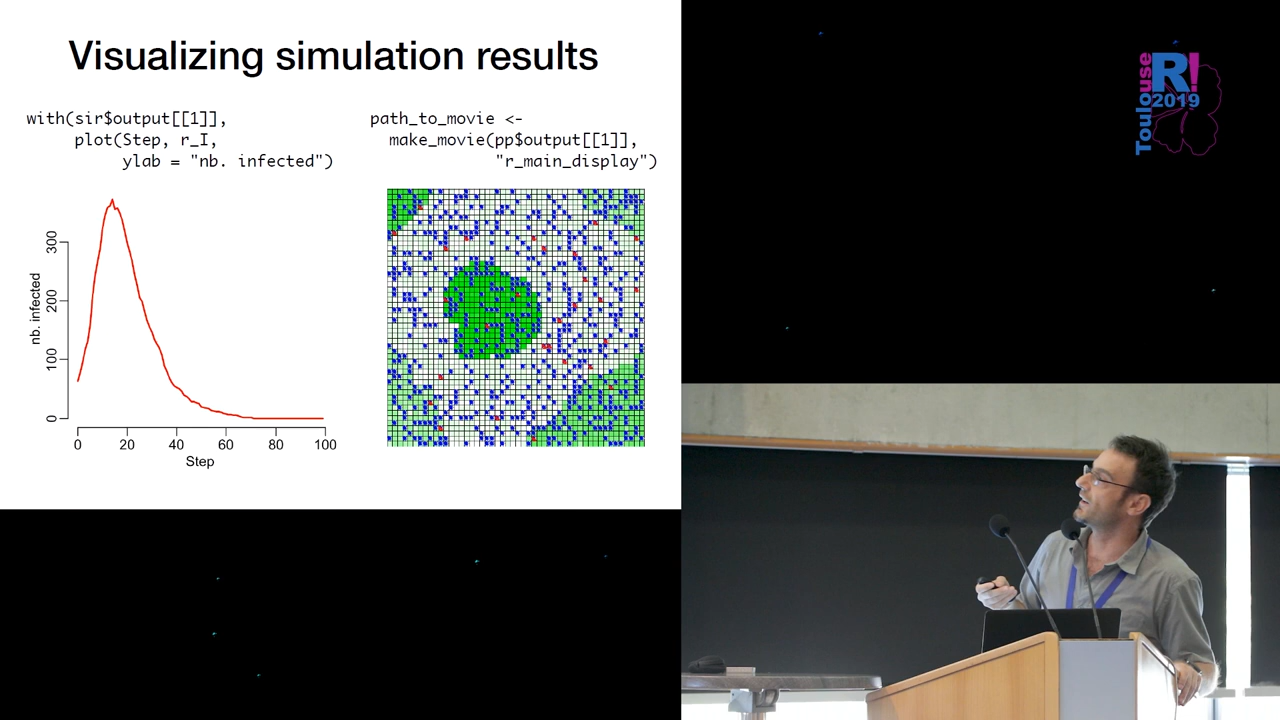 Visualizing simulation results
with(sir$output[[1]],
plot(Step, r_I,
ylab = "nb. infected")
path_to_movie <-
make_movie(pp$output[[1]],
"r_main_display")
nb. infected
300
200
100
0
0 20 40 60 80 100
Step
Toulouse
R!
2019